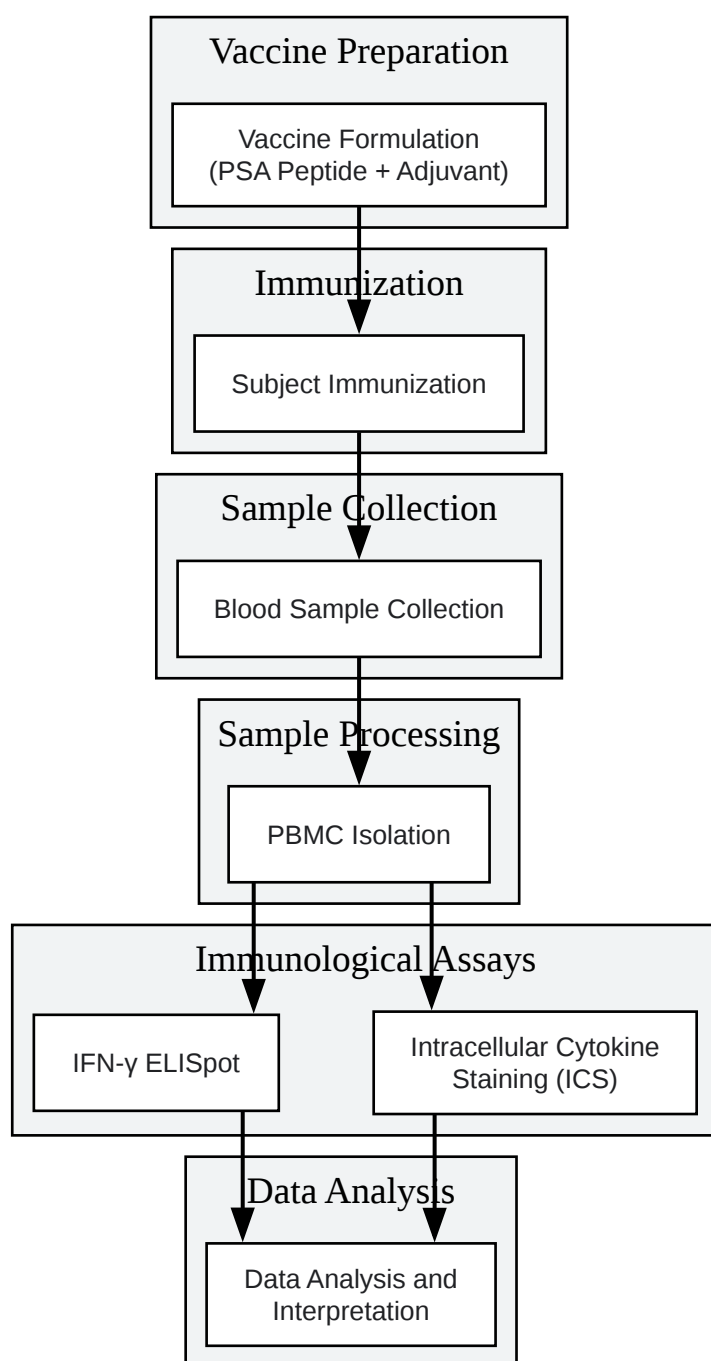 Vaccine Preparation
Vaccine Formulation
(PSA Peptide + Adjuvant)
Immunization
Subject Immunization
Sample Collection
Blood Sample Collection
Sample Processing
PBMC Isolation
Immunological Assays
IFN-γ ELISpot
Intracellular Cytokine
Staining (ICS)
Data Analysis
Data Analysis and
Interpretation